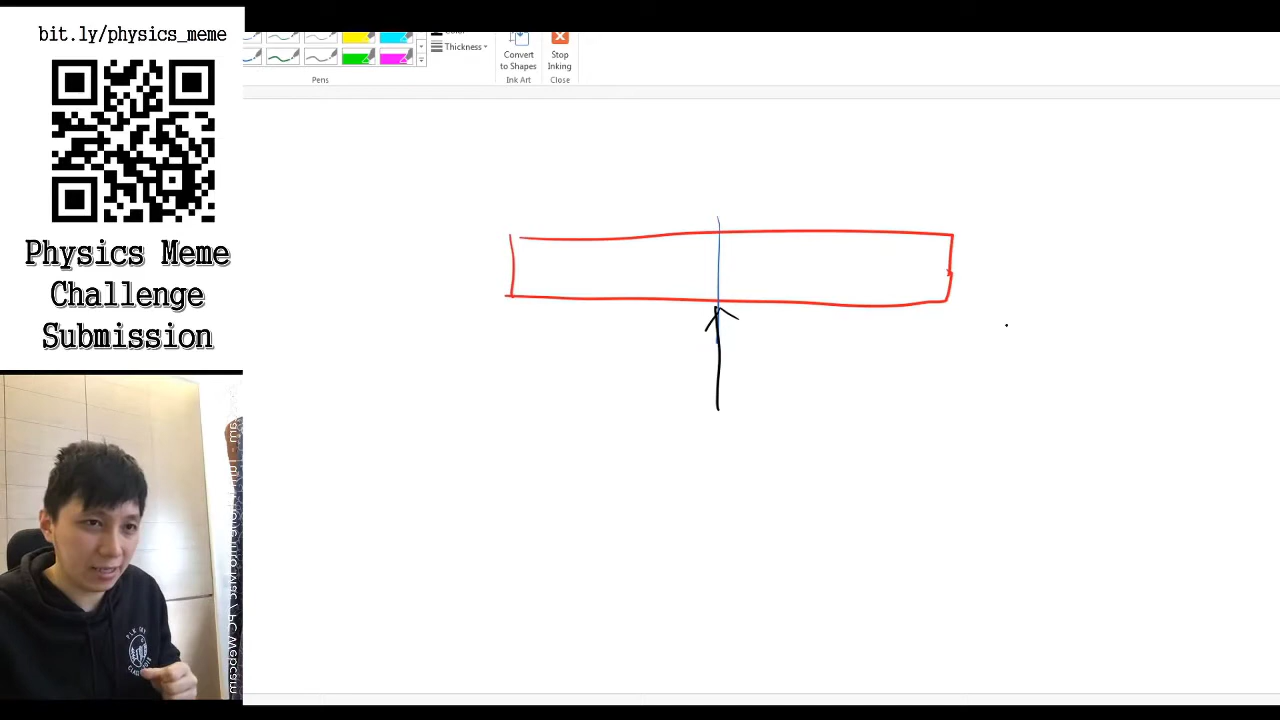 bit.ly/physics_meme
Physics Meme
Challenge
Submission
Thickness
Convert
to Shapes
Stop
Inking
Pens
Ink Art
Close